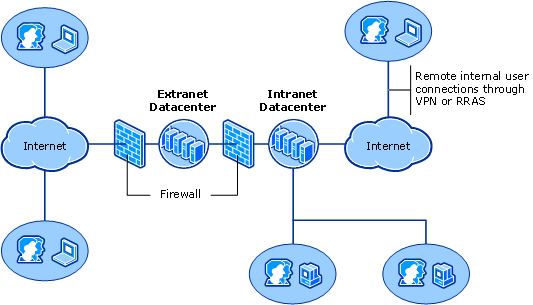 Extranet
Datacenter
Intranet
Datacenter
Remote internal user
connections through
VPN or RRAS
Internet
Internet
Firewall